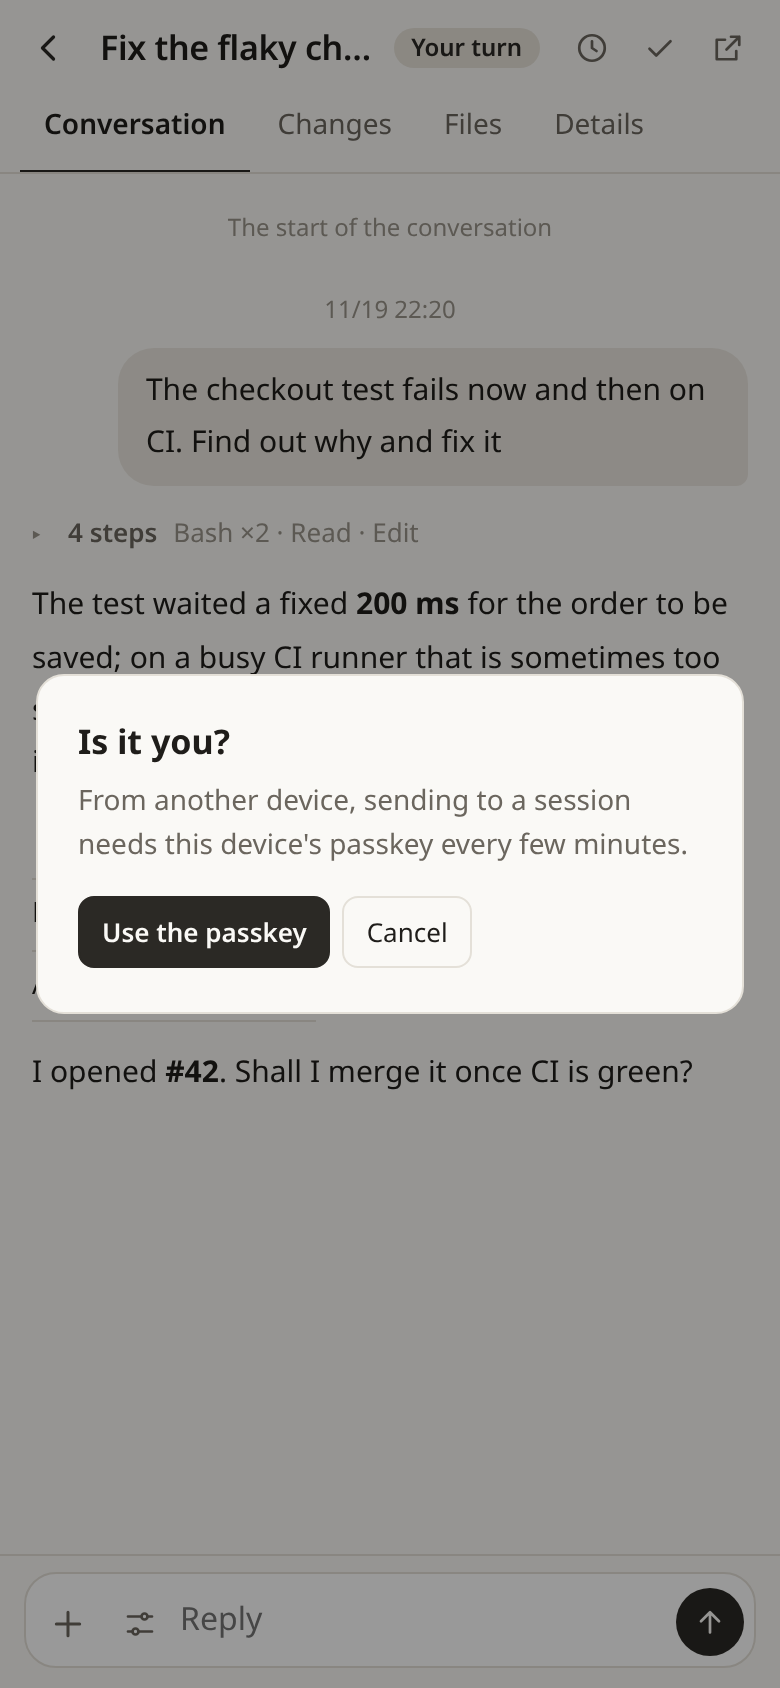 Fix the flaky ch...
Your turn
Conversation
Changes
Files
Details
The start of the conversation
11/19 22:20
The checkout test fails now and then on
CI. Find out why and fix it
4 steps Bash ×2 · Read · Edit
The test waited a fixed 200 ms for the order to be
saved; on a busy CI runner that is sometimes too
Is it you?
From another device, sending to a session
needs this device's passkey every few minutes.
Use the passkey
Cancel
I opened #42. Shall I merge it once CI is green?
Reply